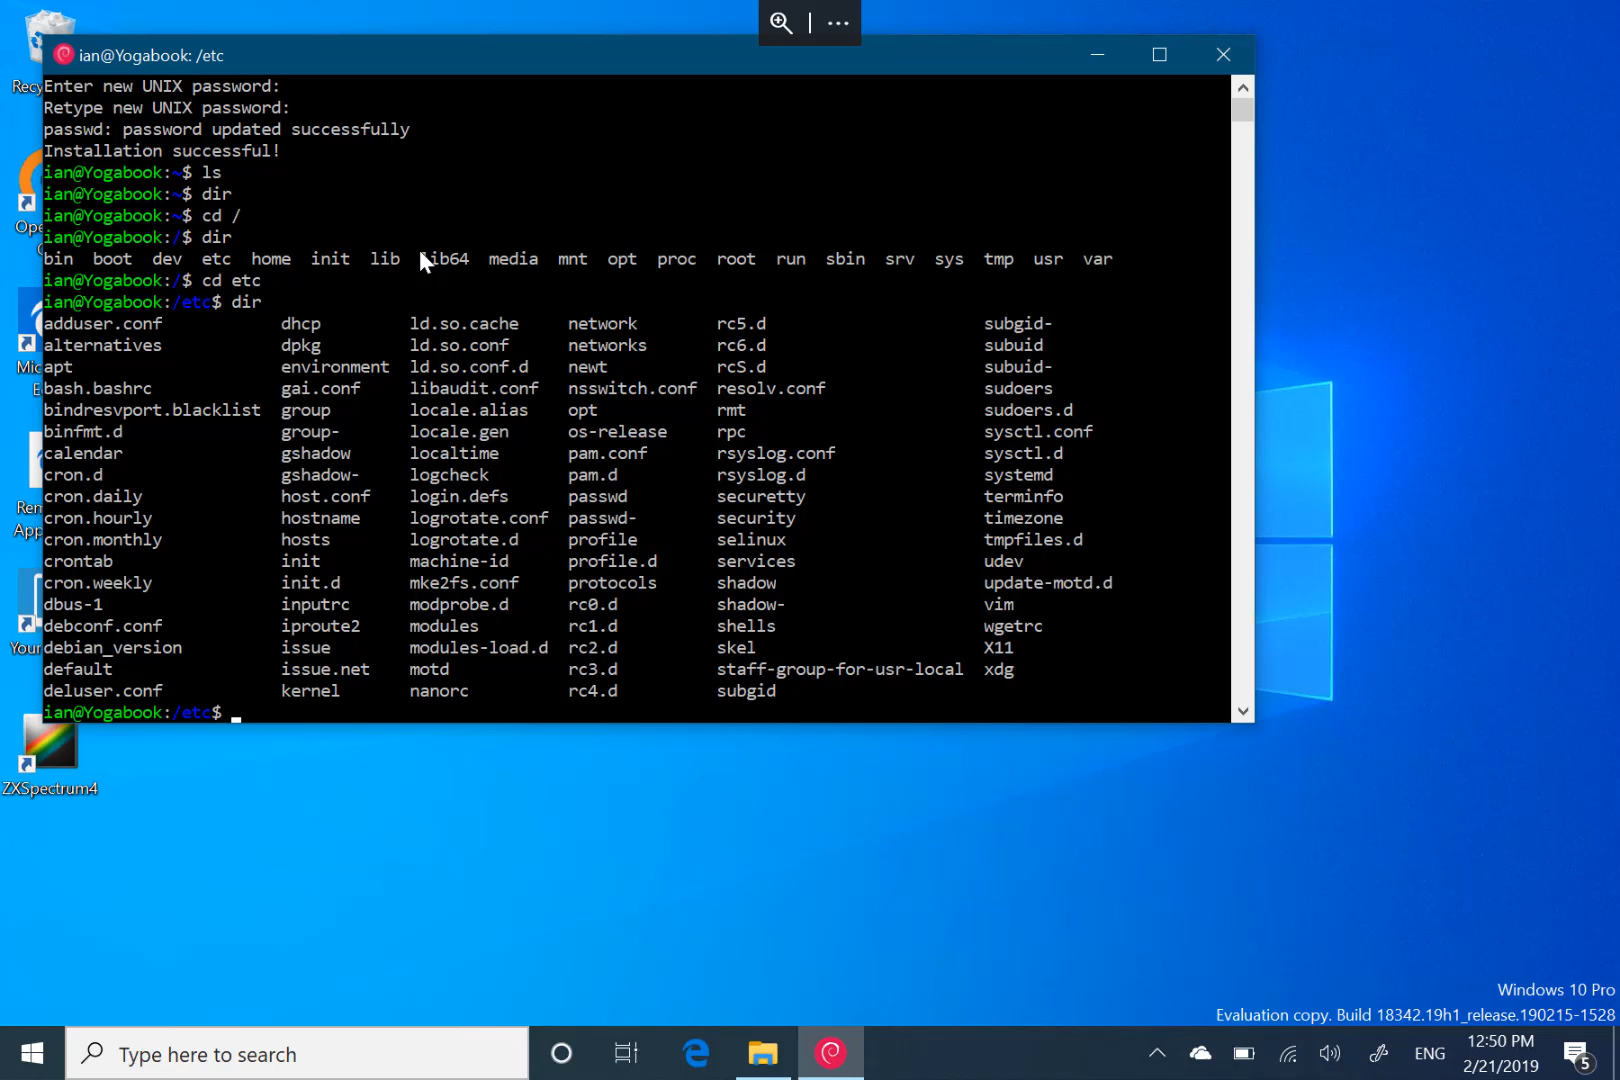 ian@Yogabook: /etc
Enter new UNIX password:
Retype new UNIX password:
passwd: password updated successfully
Installation successful!
ian@Yogabook:~$ ls
ian@Yogabook:~$ dir
ian@Yogabook:~$ cd /
ian@Yogabook:/$ dir
bin boot dev etc home init lib lib64 media mnt opt proc root run sbin srv sys tmp usr var
ian@Yogabook:/$ cd etc
ian@Yogabook:/etc$ dir
adduser.conf dhcp ld.so.cache network rc5.d subgid-
alternatives dpkg ld.so.conf networks rc6.d subuid
apt environment ld.so.conf.d newt rcS.d subuid-
bash.bashrc gai.conf libaudit.conf nsswitch.conf resolv.conf sudoers
bindresvport.blacklist group locale.alias opt rmt sudoers.d
binfmt.d group- locale.gen os-release rpc sysctl.conf
calendar gshadow localtime pam.conf rsyslog.conf sysctl.d
cron.d gshadow- logcheck pam.d rsyslog.d systemd
cron.daily host.conf login.defs passwd securetty terminfo
cron.hourly hostname logrotate.conf passwd- security timezone
cron.monthly hosts logrotate.d profile selinux tmpfiles.d
crontab init machine-id profile.d services udev
cron.weekly init.d mke2fs.conf protocols shadow update-motd.d
dbus-1 inputrc modprobe.d rc0.d shadow- vim
debconf.conf iproute2 modules rc1.d shells wgetrc
debian_version issue modules-load.d rc2.d skel X11
default issue.net motd rc3.d staff-group-for-usr-local xdg
deluser.conf kernel nanorc rc4.d subgid
ian@Yogabook:/etc$
Recy
Ope
Mic
E
Rem
App
Your
ZXSpectrum4
Windows 10 Pro
Evaluation copy. Build 18342.19h1_release.190215-1528
Type here to search
ENG
12:50 PM
2/21/2019
5